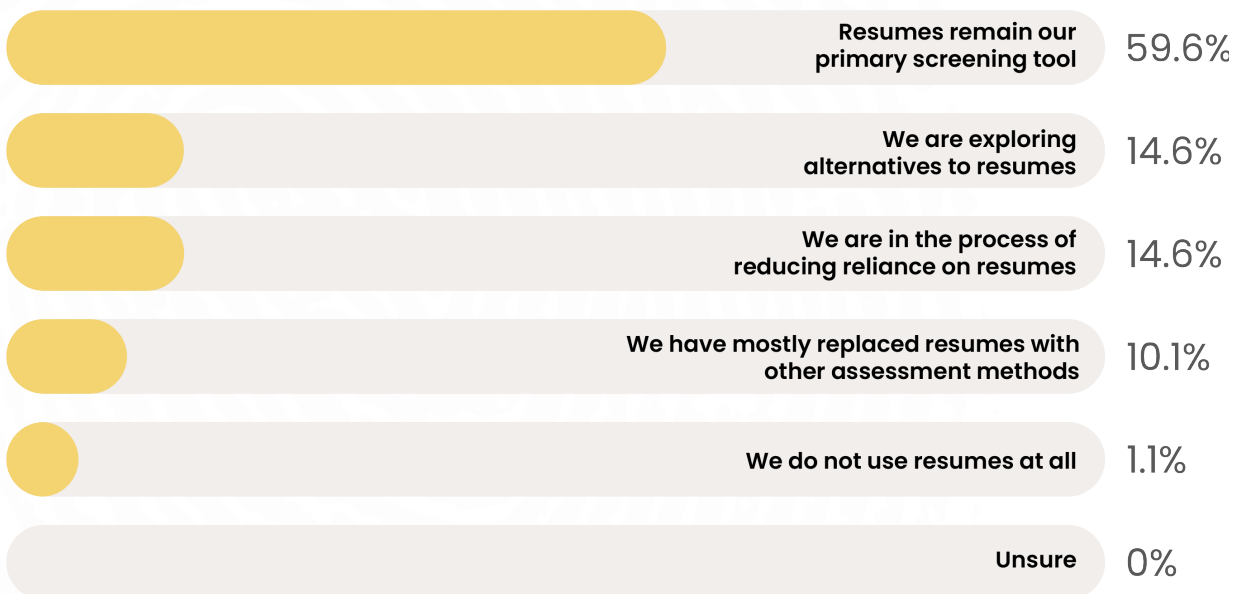 Resumes remain our
primary screening tool
59.6%
We are exploring
alternatives to resumes
14.6%
We are in the process of
reducing reliance on resumes
14.6%
We have mostly replaced resumes with
other assessment methods
10.1%
We do not use resumes at all
1.1%
Unsure
0%